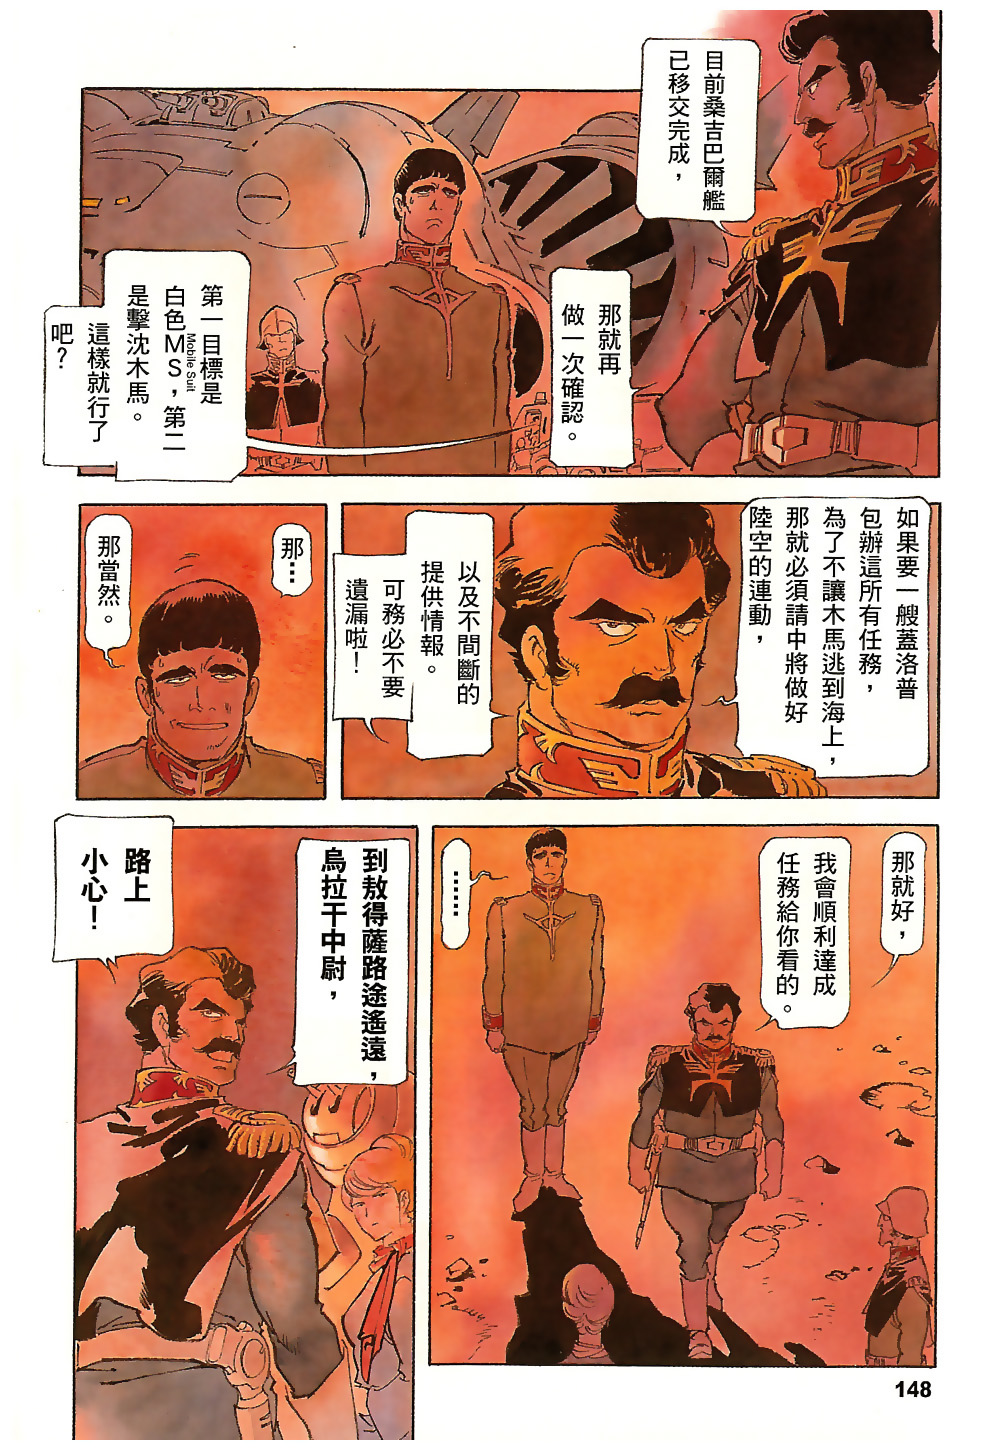 目前桑吉巴爾艦
已移交完成，
那就再
做一次確認。
第一目標是
白色ＭＳ，第二
Mobile Suit
是擊沈木馬。
這樣就行了
吧？
如果要一艘蓋洛普
包辦這所有任務，
為了不讓木馬逃到海上，
那就必須請中將做好
陸空的連動，
以及不間斷的
提供情報。
可務必不要
遺漏啦！
那…
那當然。
那就好，
我會順利達成
任務給你看的。
……
到敖得薩路途遙遠，
烏拉干中尉，
路上
小心！
148